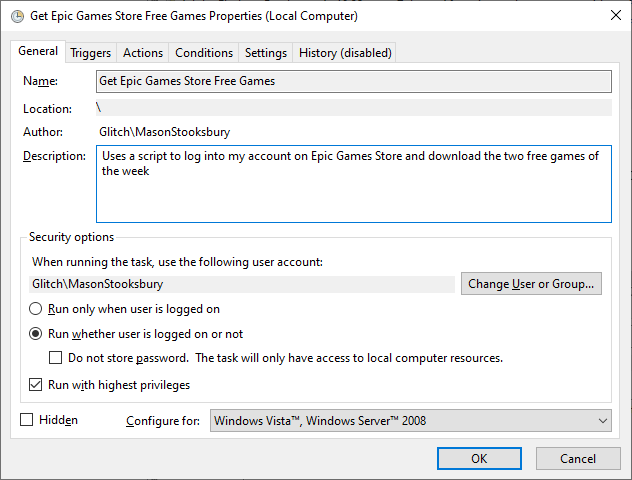 Get Epic Games Store Free Games Properties (Local Computer)
General Triggers Actions Conditions Settings History (disabled)
Name: Get Epic Games Store Free Games
Location: \
Author: Glitch\MasonStooksbury
Description: Uses a script to log into my account on Epic Games Store and download the two free games of
the week
Security options
When running the task, use the following user account:
Glitch\MasonStooksbury Change User or Group...
Run only when user is logged on
Run whether user is logged on or not
Do not store password. The task will only have access to local computer resources.
Run with highest privileges
Hidden Configure for: Windows Vista™, Windows Server™ 2008
OK Cancel